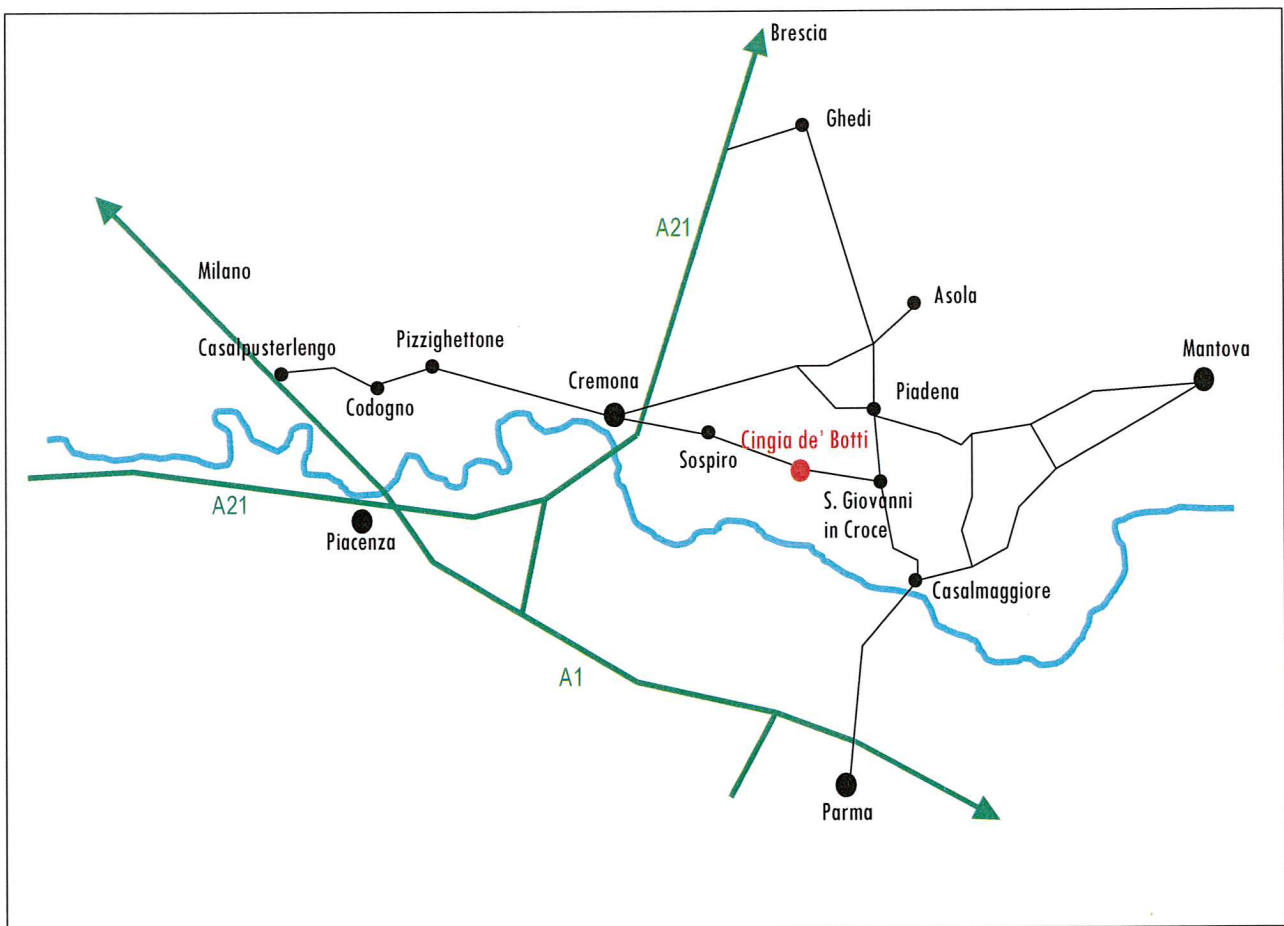 Brescia
Ghedi
A21
Milano
Asola
Casalpusterlengo
Pizzighettone
Mantova
Codogno
Cremona
Piadena
Sospiro
Cingia de' Botti
A21
Piacenza
S. Giovanni
in Croce
Casalmaggiore
A1
Parma